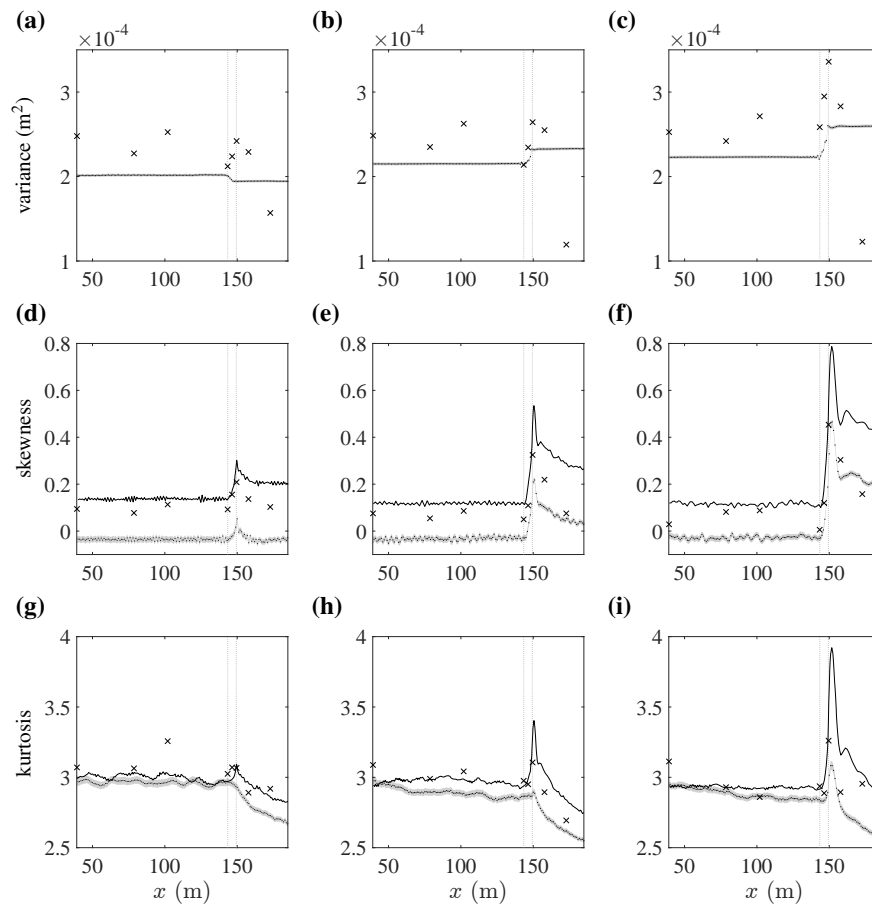 (a) (b) (c)
×10⁻⁴ ×10⁻⁴ ×10⁻⁴
3 3 3
variance (m²)
2 2 2
1 1 1
50 100 150 50 100 150 50 100 150
(d) (e) (f)
0.8 0.8 0.8
0.6 0.6 0.6
skewness
0.4 0.4 0.4
0.2 0.2 0.2
0 0 0
50 100 150 50 100 150 50 100 150
(g) (h) (i)
4 4 4
3.5 3.5 3.5
kurtosis
3 3 3
2.5 2.5 2.5
50 100 150 50 100 150 50 100 150
x (m) x (m) x (m)